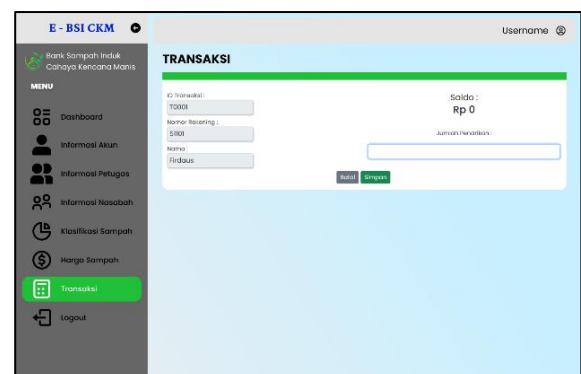 E - BSI CKM
Username
Bank Sampah Induk
Cahaya Kencana Manis
MENU
Dashboard
Informasi Akun
Informasi Petugas
Informasi Nasabah
Klasifikasi Sampah
Harga Sampah
Transaksi
Logout
TRANSAKSI
ID Transaksi :
T0001
Nomor Rekening :
S1101
Nama :
Firdaus
Saldo :
Rp 0
Jumlah Penarikan :
Batal
Simpan